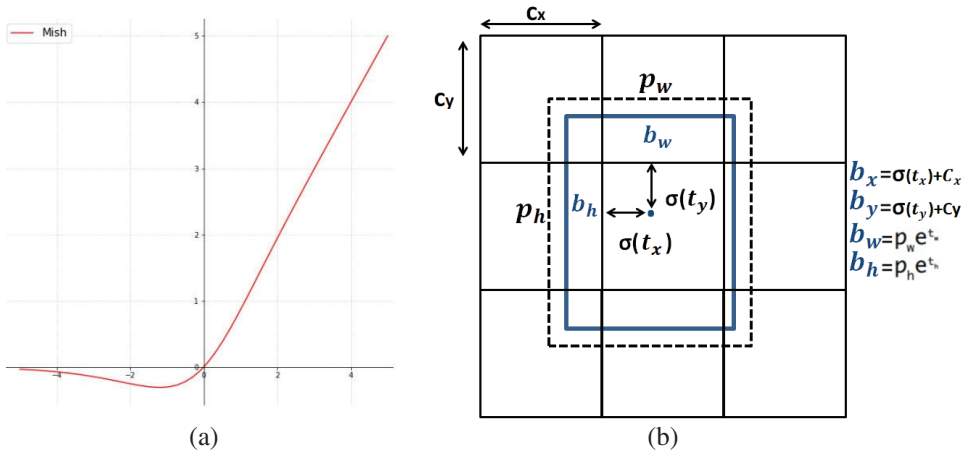 Mish
5
4
3
2
1
0
−4
−2
0
2
4
(a)
Cx
Cy
pw
bw
ph
bh
σ(ty)
σ(tx)
bx=σ(tx)+Cx
by=σ(ty)+Cy
bw=pwe^tw
bh=phe^th
(b)